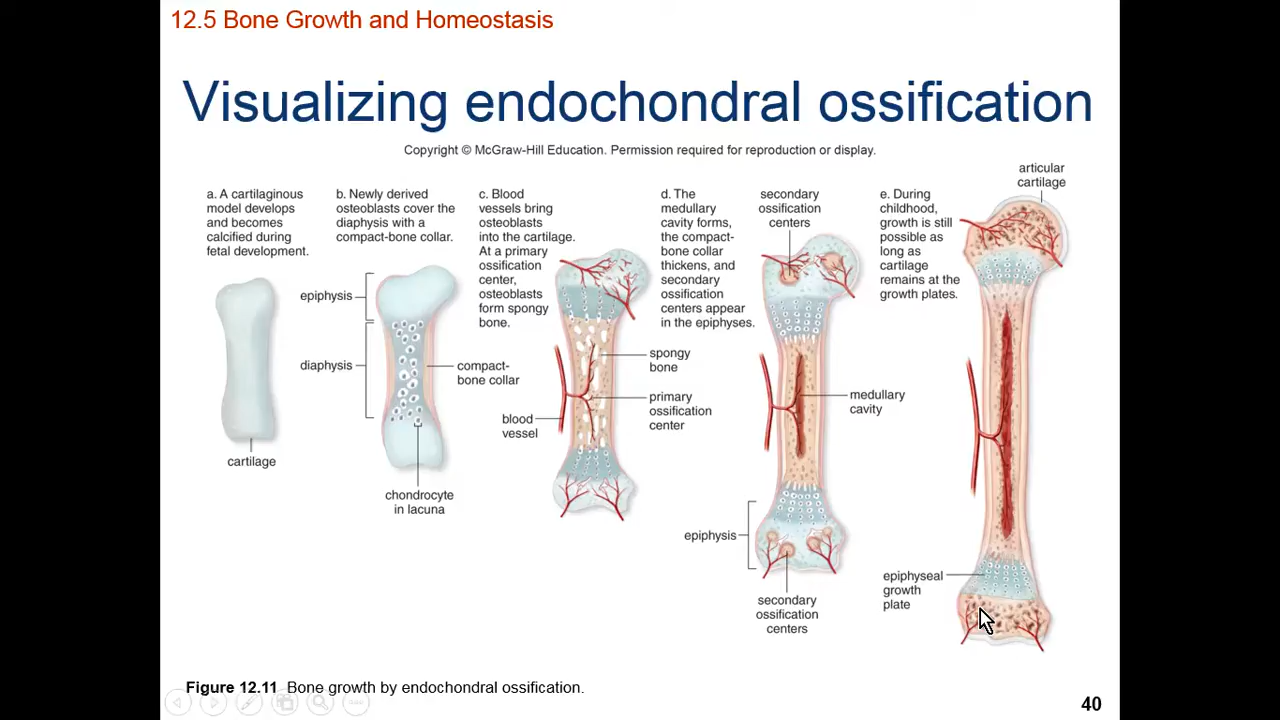 12.5 Bone Growth and Homeostasis
Visualizing endochondral ossification
Copyright © McGraw-Hill Education. Permission required for reproduction or display.
a. A cartilaginous
model develops
and becomes
calcified during
fetal development.
cartilage
b. Newly derived
osteoblasts cover the
diaphysis with a
compact-bone collar.
epiphysis
diaphysis
compact-
bone collar
chondrocyte
in lacuna
c. Blood
vessels bring
osteoblasts
into the cartilage.
At a primary
ossification
center,
osteoblasts
form spongy
bone.
spongy
bone
primary
ossification
center
blood
vessel
d. The
medullary
cavity forms,
the compact-
bone collar
thickens, and
secondary
ossification
centers appear
in the epiphyses.
secondary
ossification
centers
medullary
cavity
epiphysis
secondary
ossification
centers
e. During
childhood,
growth is still
possible as
long as
cartilage
remains at the
growth plates.
articular
cartilage
epiphyseal
growth
plate
Figure 12.11 Bone growth by endochondral ossification.
40